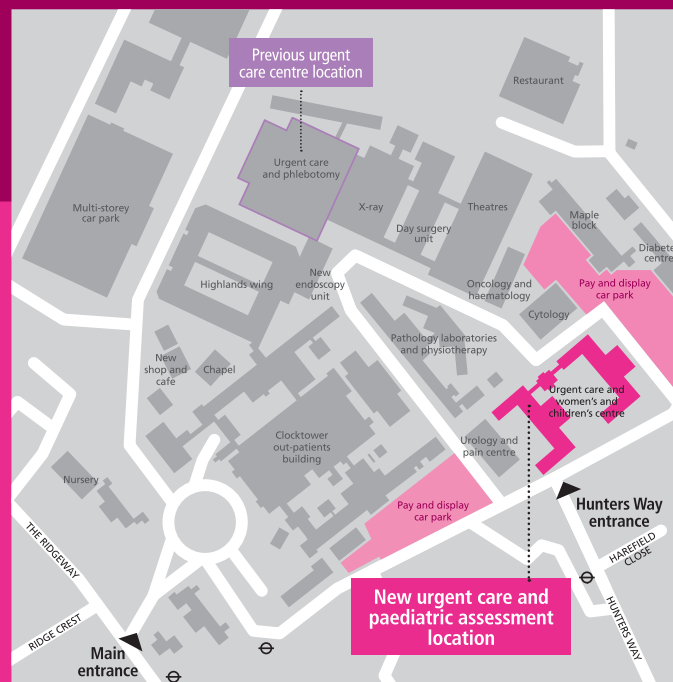 Previous urgent
care centre location
Restaurant
Urgent care
and phlebotomy
Multi-storey
car park
X-ray
Theatres
Maple
block
Day surgery
unit
Diabete
centre
Highlands wing
New
endoscopy
unit
Oncology and
haematology
Pay and display
car park
Cytology
Pathology laboratories
and physiotherapy
New
shop and
cafe
Chapel
Urgent care and
women's and
children's centre
Clocktower
out-patients
building
Urology and
pain centre
Nursery
Pay and display
car park
Hunters Way
entrance
THE RIDGEWAY
HAREFIELD
CLOSE
New urgent care and
paediatric assessment
location
HUNTERS WAY
RIDGE CREST
Main
entrance